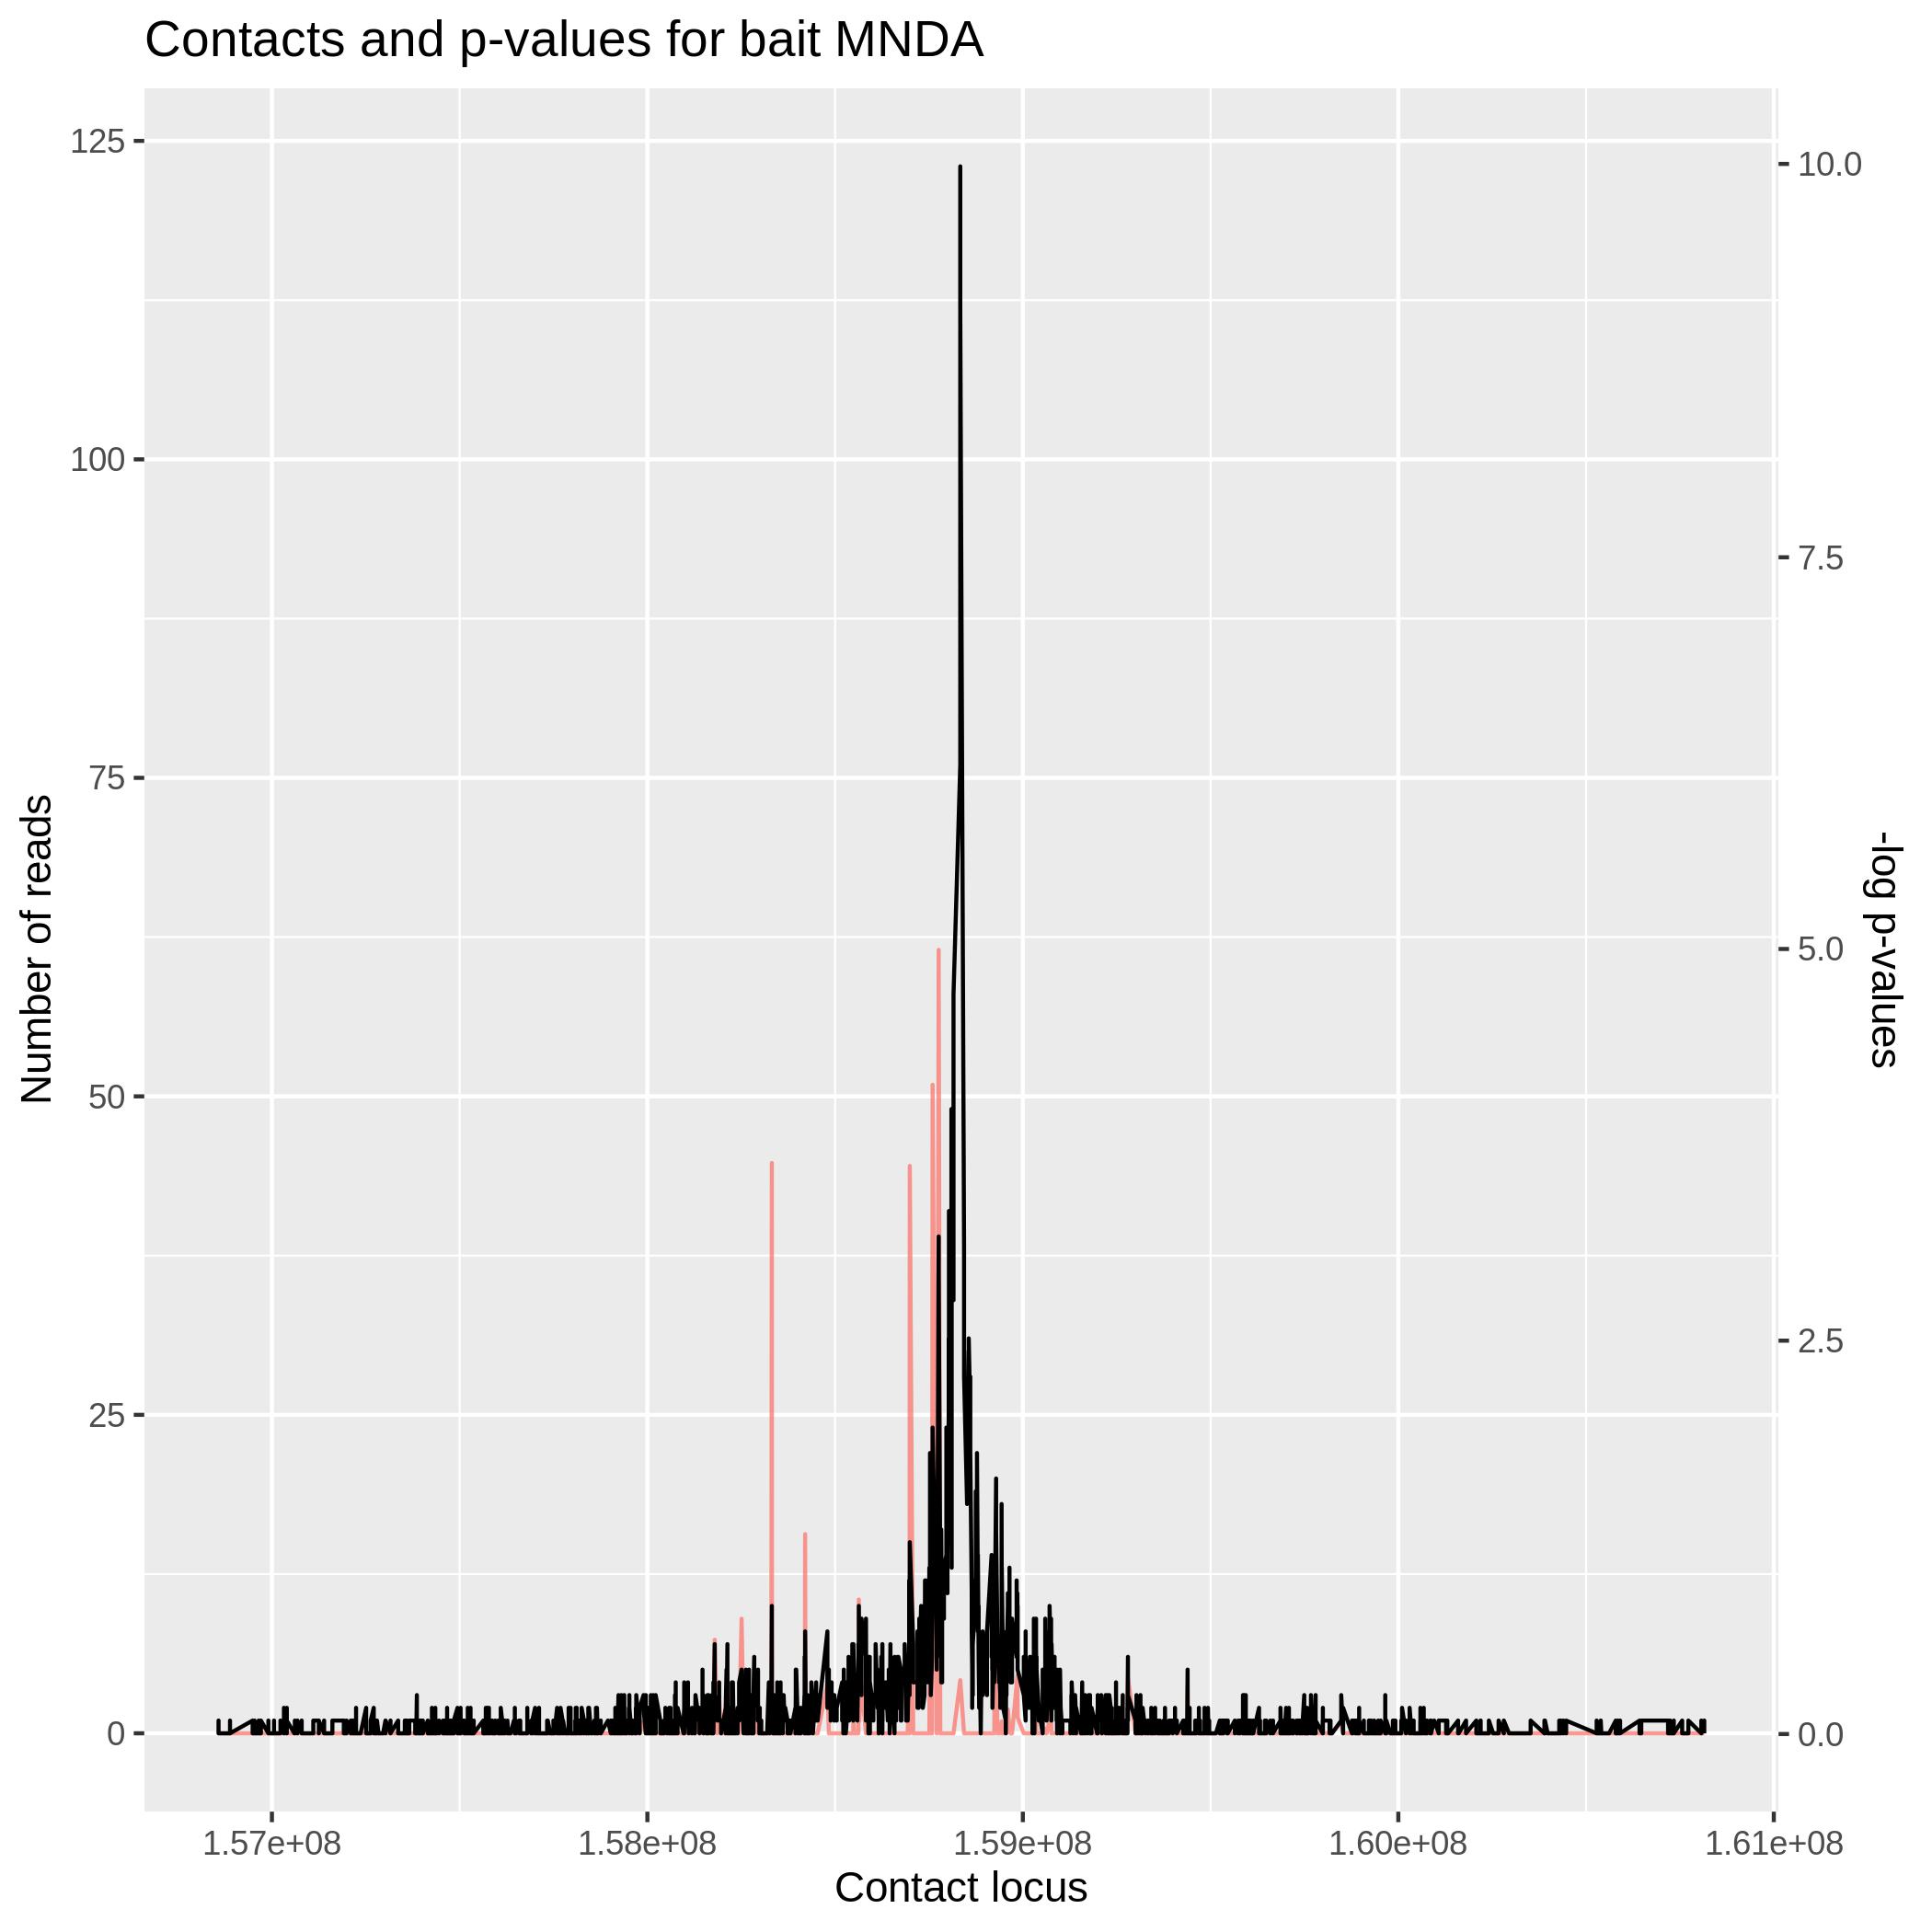 Contacts and p-values for bait MNDA
125
100
75
50
25
0
10.0
7.5
5.0
2.5
0.0
Number of reads
-log p-values
1.57e+08
1.58e+08
1.59e+08
1.60e+08
1.61e+08
Contact locus